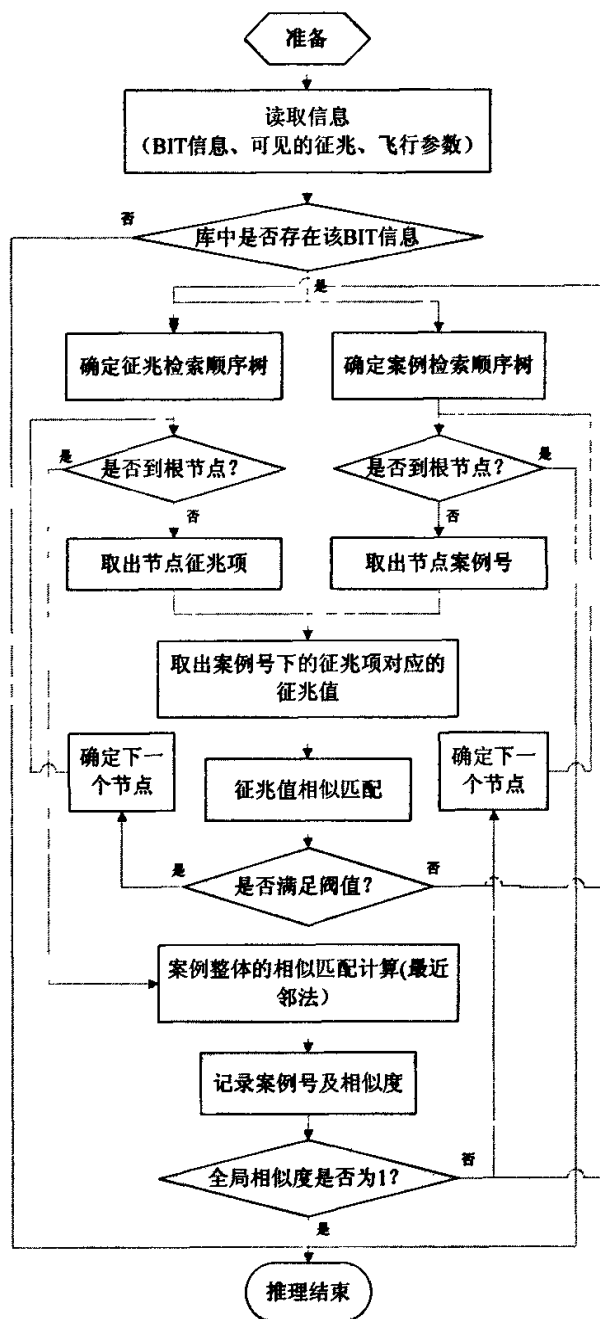 准备
读取信息
（BIT信息、可见的征兆、飞行参数）
否
库中是否存在该BIT信息
是
确定征兆检索顺序树
确定案例检索顺序树
是
是否到根节点？
是否到根节点？
是
否
否
取出节点征兆项
取出节点案例号
取出案例号下的征兆项对应的
征兆值
确定下一
个节点
征兆值相似匹配
确定下一
个节点
是
是否满足阀值？
否
案例整体的相似匹配计算(最近
邻法）
记录案例号及相似度
全局相似度是否为1？
否
是
推理结束